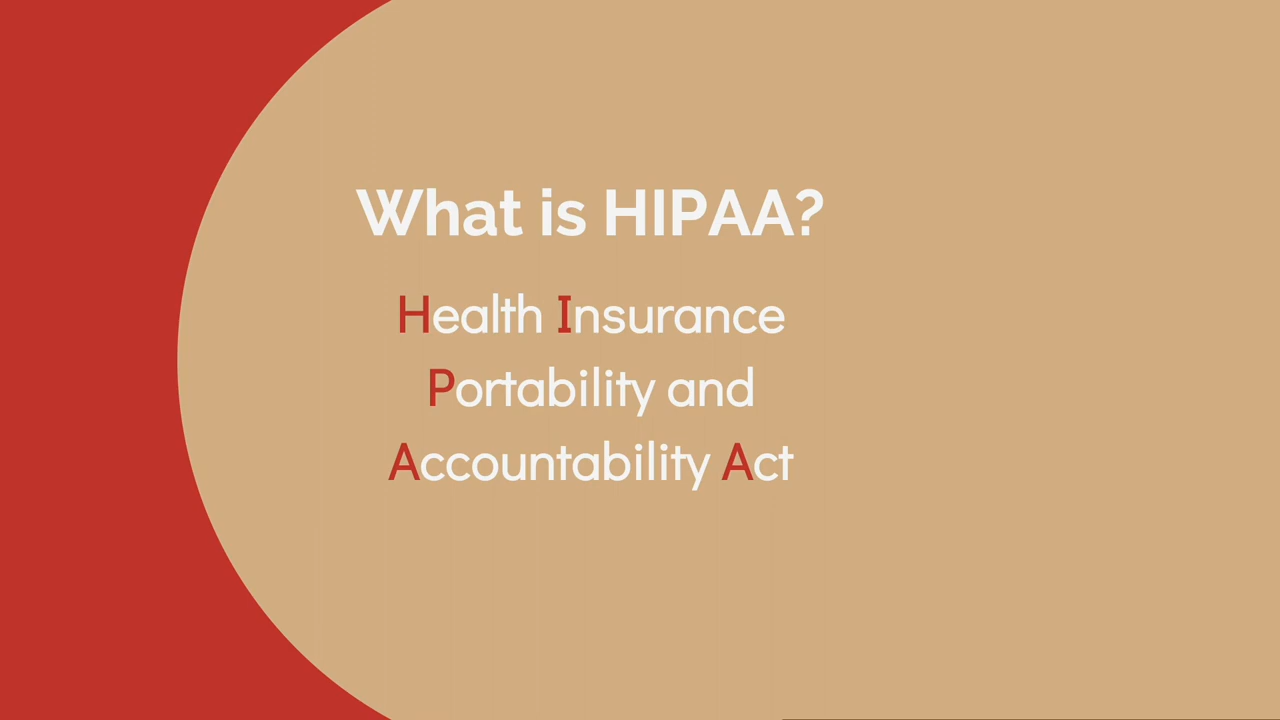 What is HIPAA?
Health Insurance
Portability and
Accountability Act